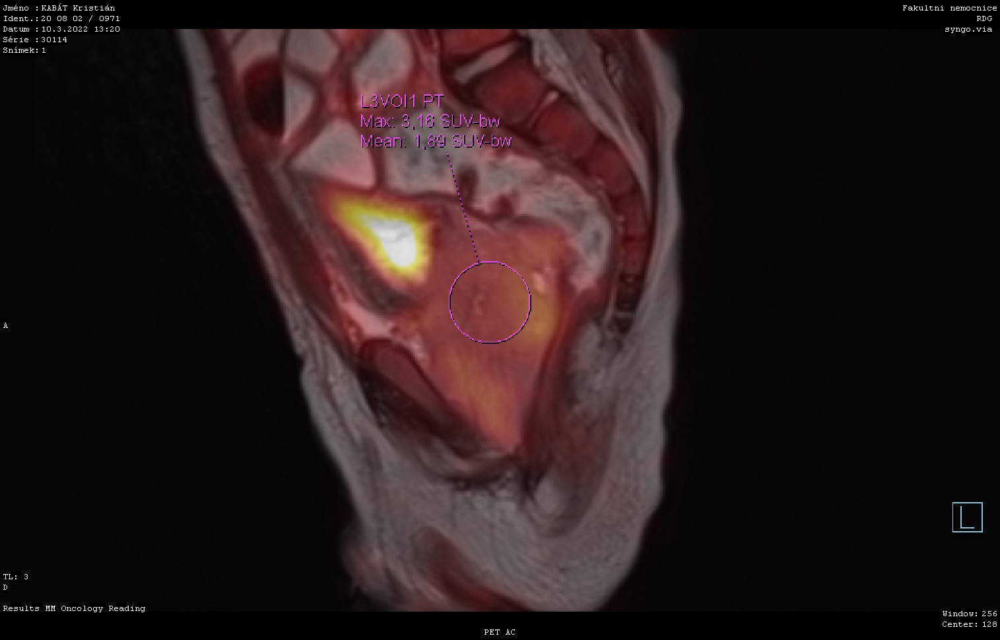 Jméno : KABÁT Kristián
Ident.: 20 08 02 / 0971
Datum : 10.3.2022 13:20
Série : 30114
Snímek: 1
Fakultni nemocnice
RDG
syngo.via
L3VOI1 PT
Max: 3,16 SUV-bw
Mean: 1,89 SUV-bw
A
L
TL: 3
D
Results MM Oncology Reading
Window: 256
Center: 128
PET AC